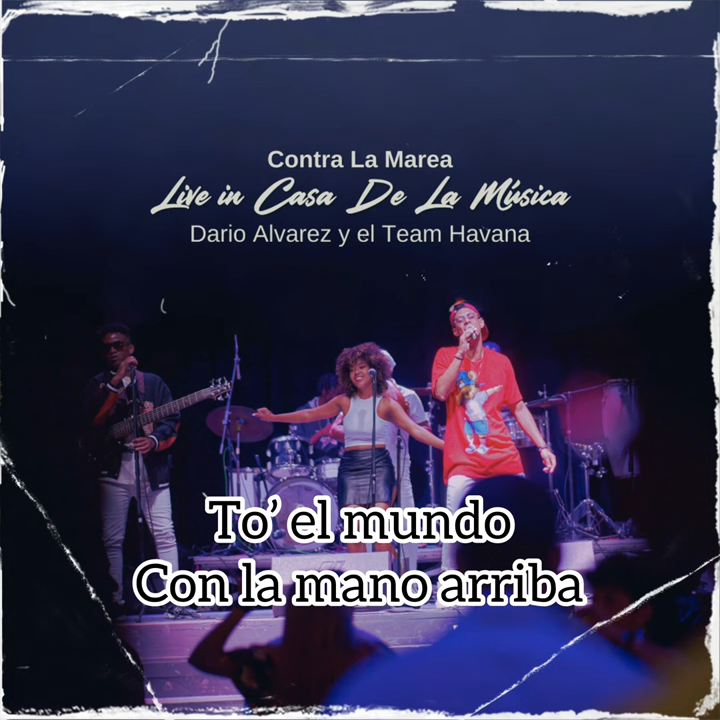 Contra La Marea
Live in Casa De La Música
Dario Alvarez y el Team Havana
To’ el mundo
Con la mano arriba